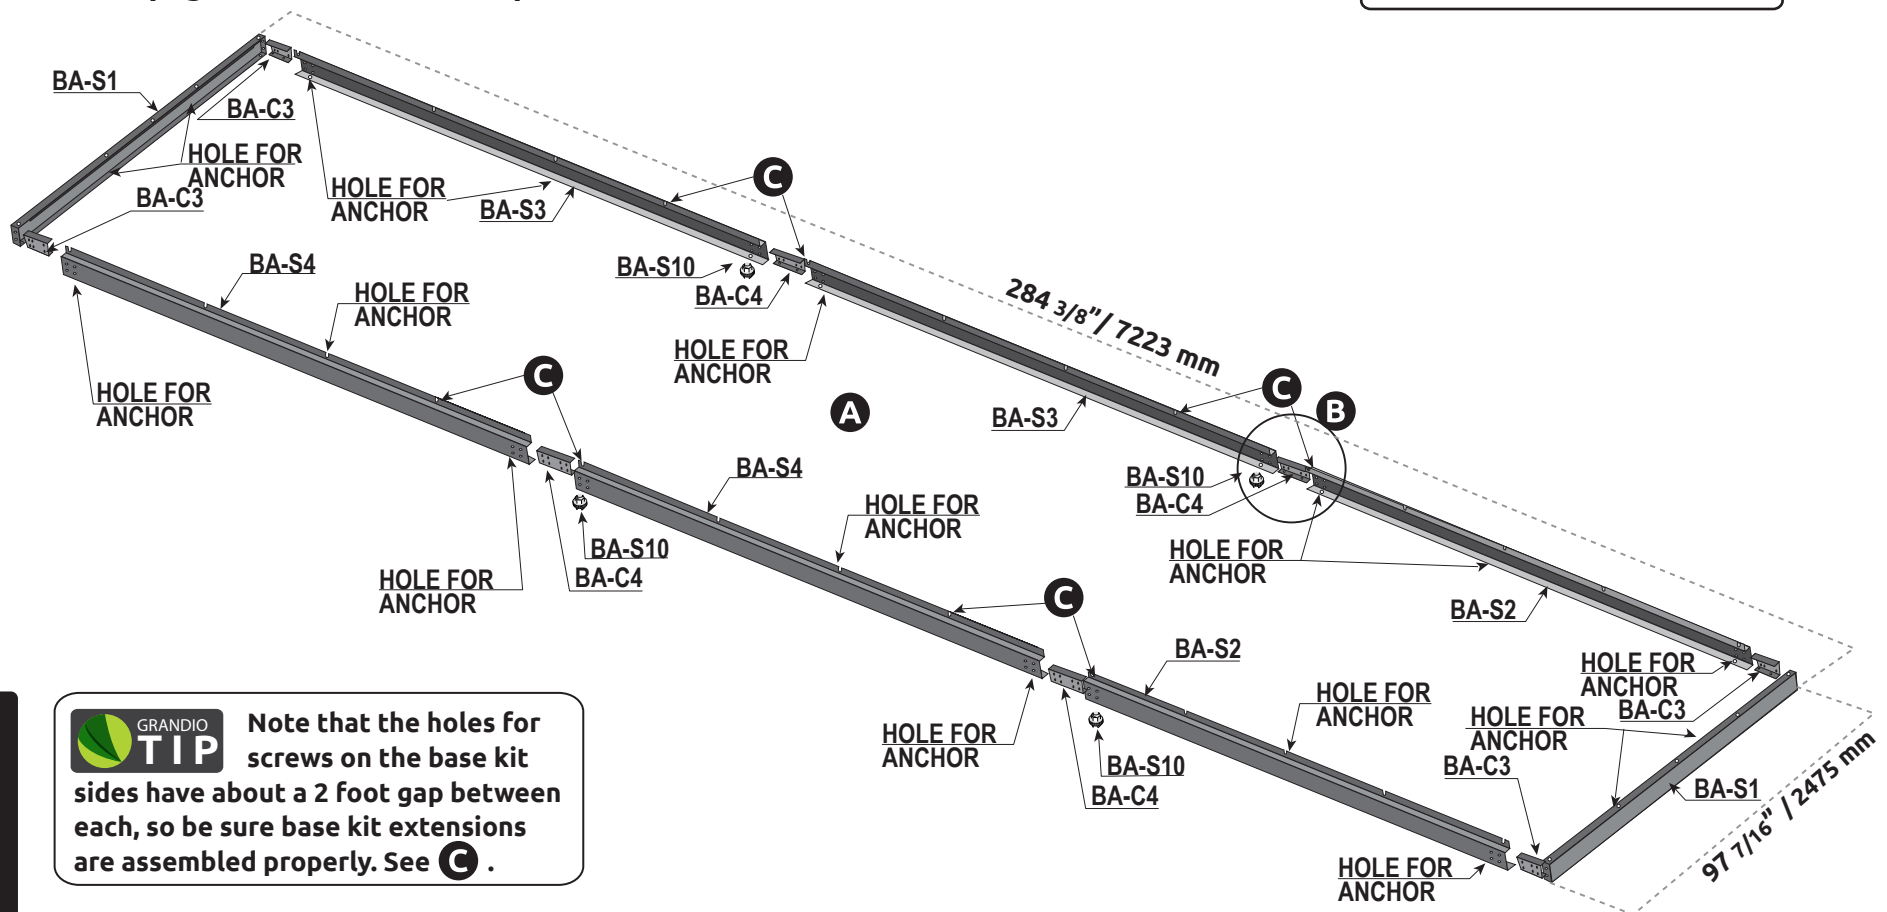 BA-S1
BA-C3
HOLE FOR
ANCHOR
BA-C3
HOLE FOR
ANCHOR
BA-S3
C
BA-S4
HOLE FOR
ANCHOR
BA-S10
BA-C4
HOLE FOR
ANCHOR
284 3/8”/ 7223 mm
HOLE FOR
ANCHOR
C
A
BA-S3
C
B
BA-S4
BA-S10
BA-C4
HOLE FOR
ANCHOR
HOLE FOR
ANCHOR
BA-S10
BA-C4
HOLE FOR
ANCHOR
BA-S2
C
BA-S2
HOLE FOR
ANCHOR
BA-C3
HOLE FOR
ANCHOR
HOLE FOR
ANCHOR
HOLE FOR
ANCHOR
BA-S10
BA-C4
BA-C3
BA-S1
97 7/16” / 2475 mm
HOLE FOR
ANCHOR
GRANDIO
TIP
Note that the holes for
screws on the base kit
sides have about a 2 foot gap between
each, so be sure base kit extensions
are assembled properly. See C .